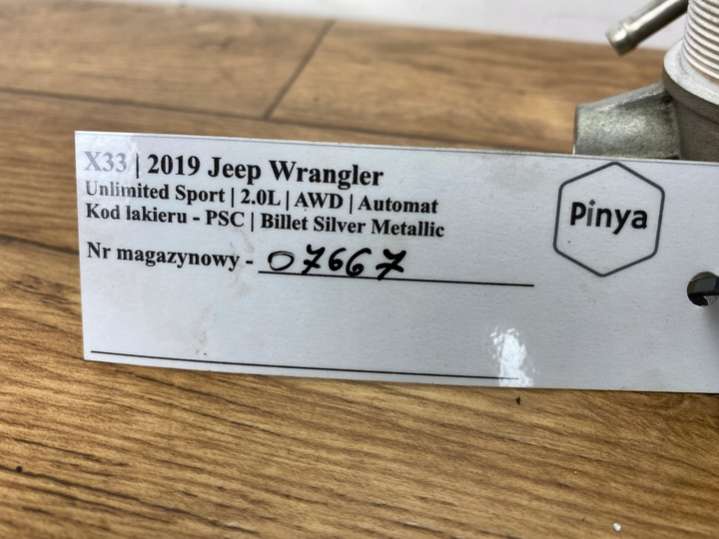 X33 | 2019 Jeep Wrangler
Unlimited Sport | 2.0L | AWD | Automat
Kod lakieru - PSC | Billet Silver Metallic
Nr magazynowy - 07667
Pinya